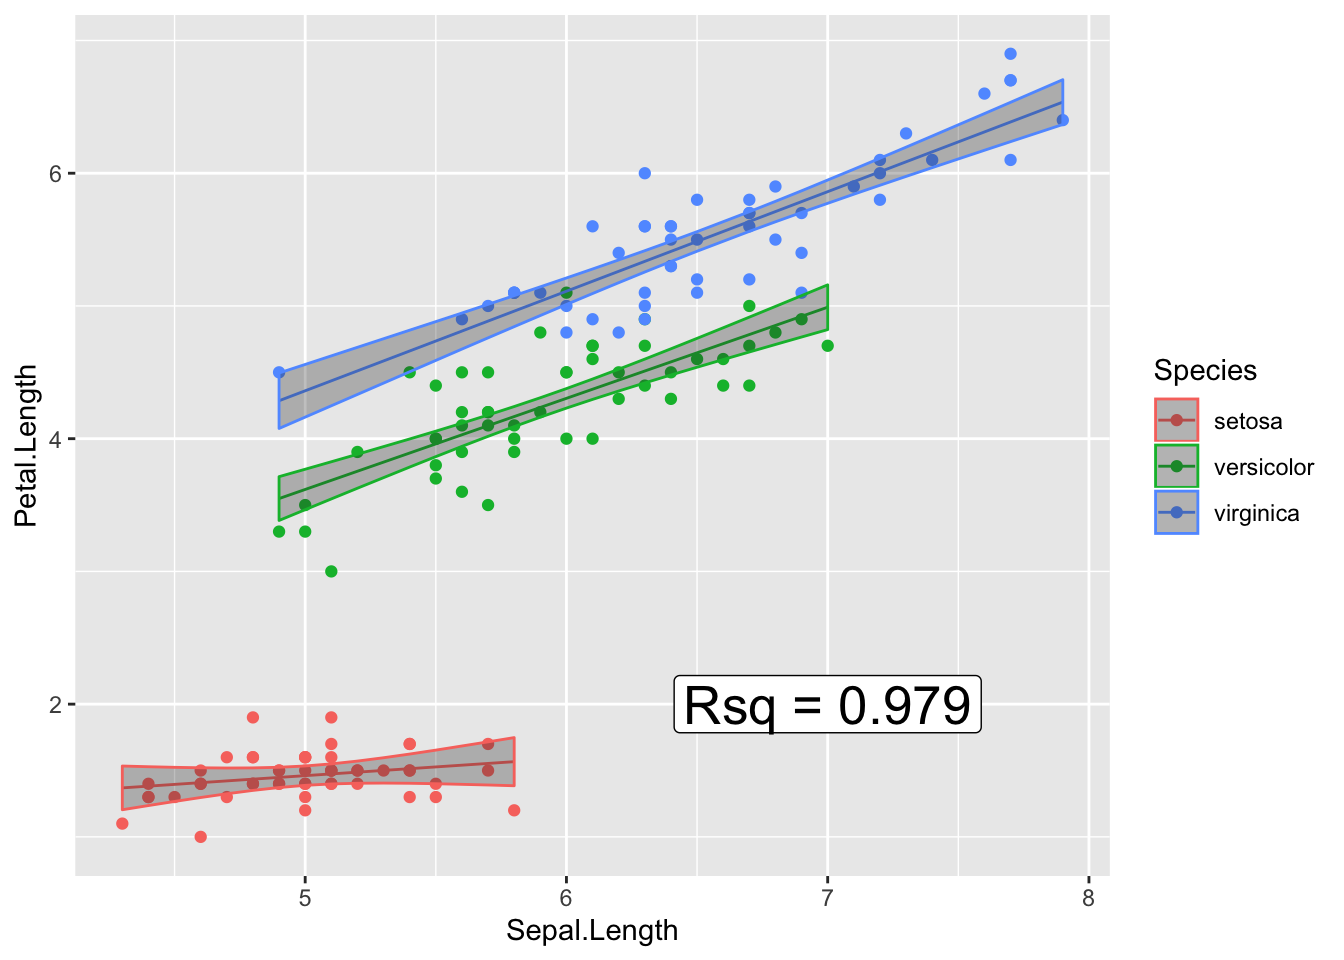 6
4
2
5 6 7 8
Petal.Length
Sepal.Length
Rsq = 0.979
Species
setosa
versicolor
virginica